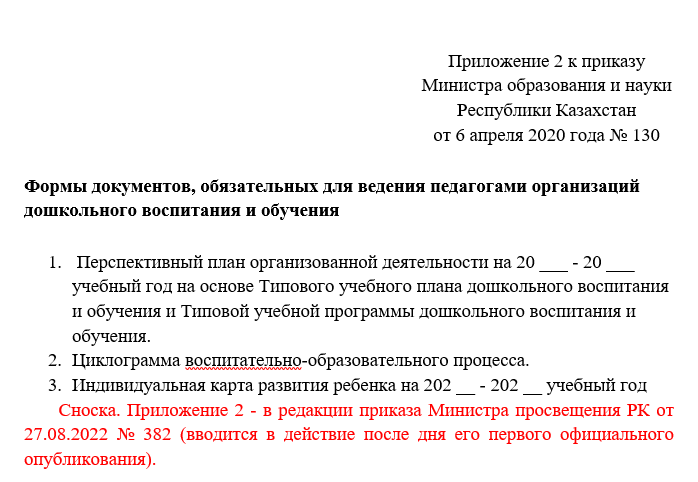 Приложение 2 к приказу
Министра образования и науки
Республики Казахстан
от 6 апреля 2020 года № 130
Формы документов, обязательных для ведения педагогами организаций
дошкольного воспитания и обучения
1. Перспективный план организованной деятельности на 20 ___ - 20 ___
учебный год на основе Типового учебного плана дошкольного воспитания
и обучения и Типовой учебной программы дошкольного воспитания и
обучения.
2. Циклограмма воспитательно-образовательного процесса.
3. Индивидуальная карта развития ребенка на 202 __ - 202 __ учебный год
Сноска. Приложение 2 - в редакции приказа Министра просвещения РК от
27.08.2022 № 382 (вводится в действие после дня его первого официального
опубликования).